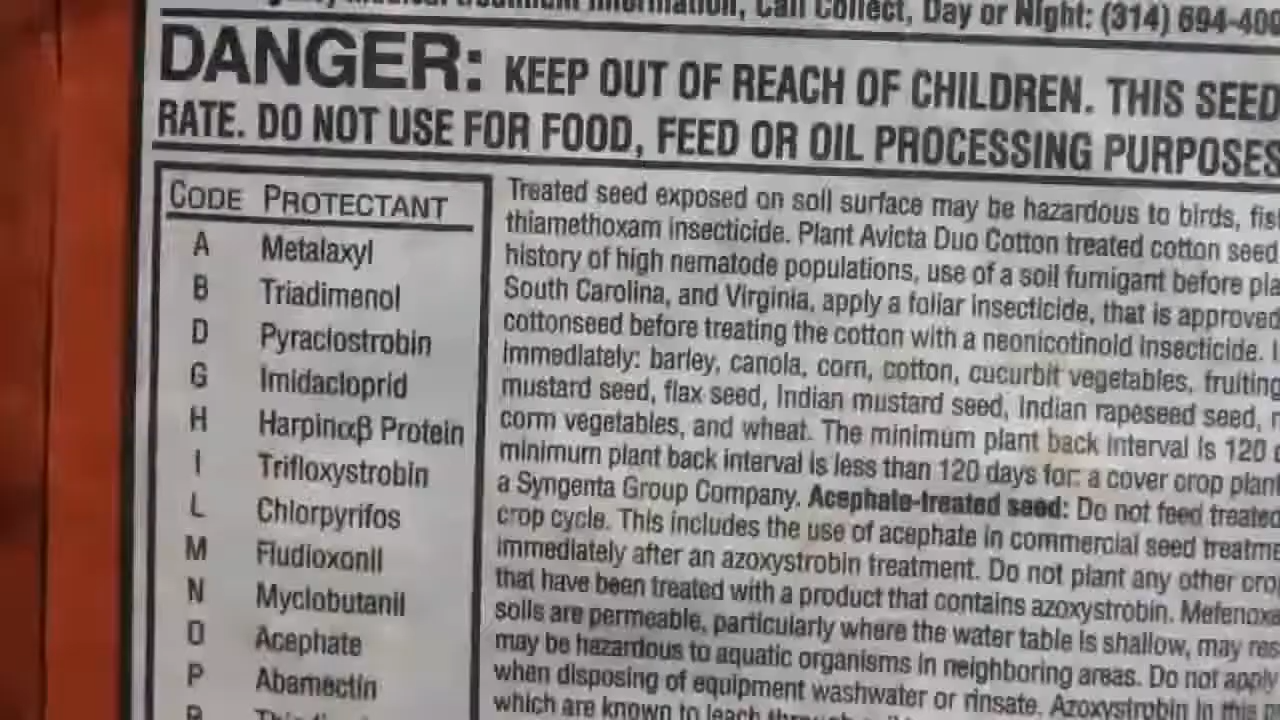 Information, Call Collect, Day or Night: (314) 694-400
DANGER: KEEP OUT OF REACH OF CHILDREN. THIS SEED
RATE. DO NOT USE FOR FOOD, FEED OR OIL PROCESSING PURPOSES
CODE PROTECTANT
A Metalaxyl
B Triadimenol
D Pyraclostrobin
G Imidacloprid
H Harpinαβ Protein
I Trifloxystrobin
L Chlorpyrifos
M Fludioxonil
N Myclobutanil
O Acephate
P Abamectin
Treated seed exposed on soil surface may be hazardous to birds,
thiamethoxam insecticide. Plant Avicta Duo Cotton treated cotton seed
history of high nematode populations, use of a soil fumigant before
South Carolina, and Virginia, apply a foliar insecticide, that is approved
cottonseed before treating the cotton with a neonicotinoid insecticide.
immediately: barley, canola, corn, cotton, cucurbit vegetables, fruiting
mustard seed, flax seed, Indian mustard seed, Indian rapeseed seed,
corm vegetables, and wheat. The minimum plant back interval is 120
minimum plant back interval is less than 120 days for: a cover crop
a Syngenta Group Company. Acephate-treated seed: Do not feed treated
crop cycle. This includes the use of acephate in commercial seed
immediately after an azoxystrobin treatment. Do not plant any other
that have been treated with a product that contains azoxystrobin.
soils are permeable, particularly where the water table is shallow, may
may be hazardous to aquatic organisms in neighboring areas. Do not apply
when disposing of equipment washwater or rinsate. Azoxystrobin in this
which are known to leach through